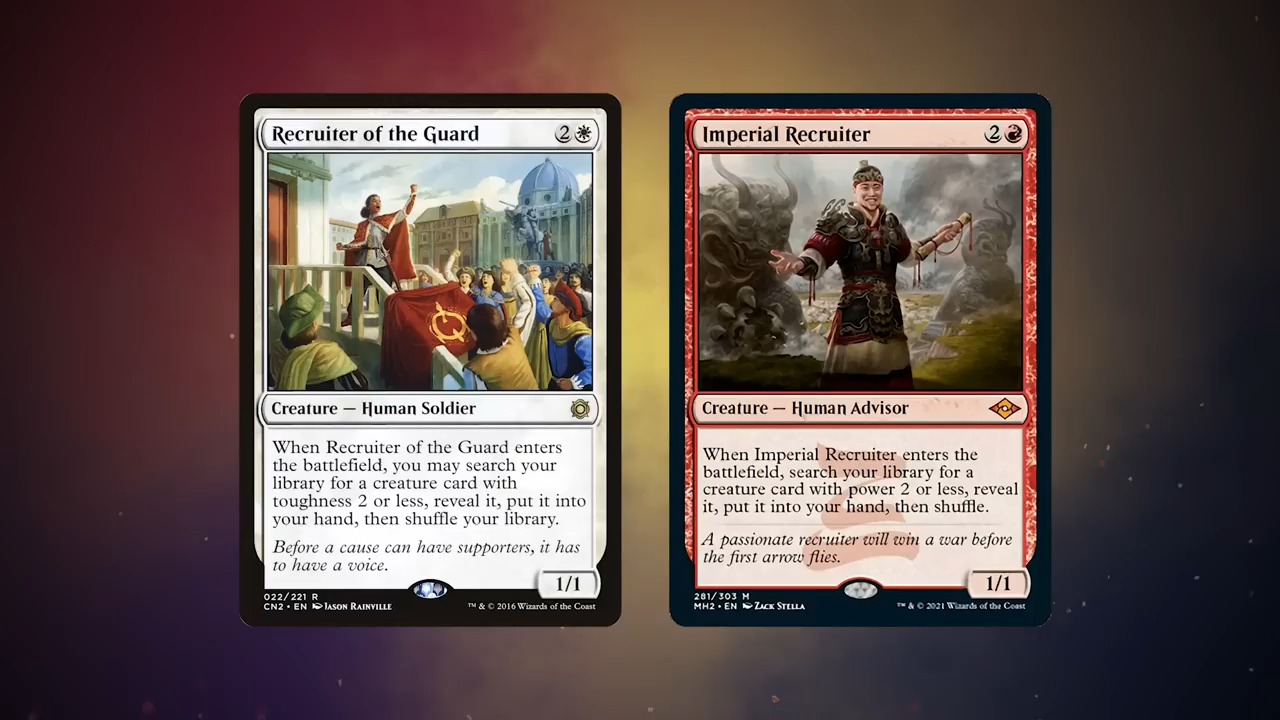 Recruiter of the Guard 2
Creature — Human Soldier
When Recruiter of the Guard enters
the battlefield, you may search your
library for a creature card with
toughness 2 or less, reveal it, put it into
your hand, then shuffle your library.
Before a cause can have supporters, it has
to have a voice.
1/1
022/221 R
CN2 • EN Jason Rainville
™ & © 2016 Wizards of the Coast
Imperial Recruiter 2
Creature — Human Advisor
When Imperial Recruiter enters the
battlefield, search your library for a
creature card with power 2 or less, reveal
it, put it into your hand, then shuffle.
A passionate recruiter will win a war before
the first arrow flies.
1/1
281/303 M
MH2 • EN Zack Stella
™ & © 2021 Wizards of the Coast